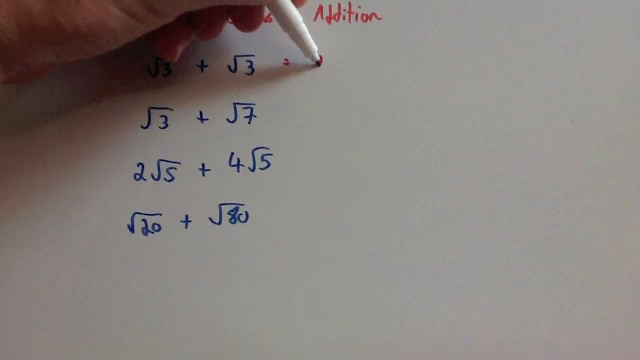 Addition
√3 + √3 =
√3 + √7
2√5 + 4√5
√20 + √80